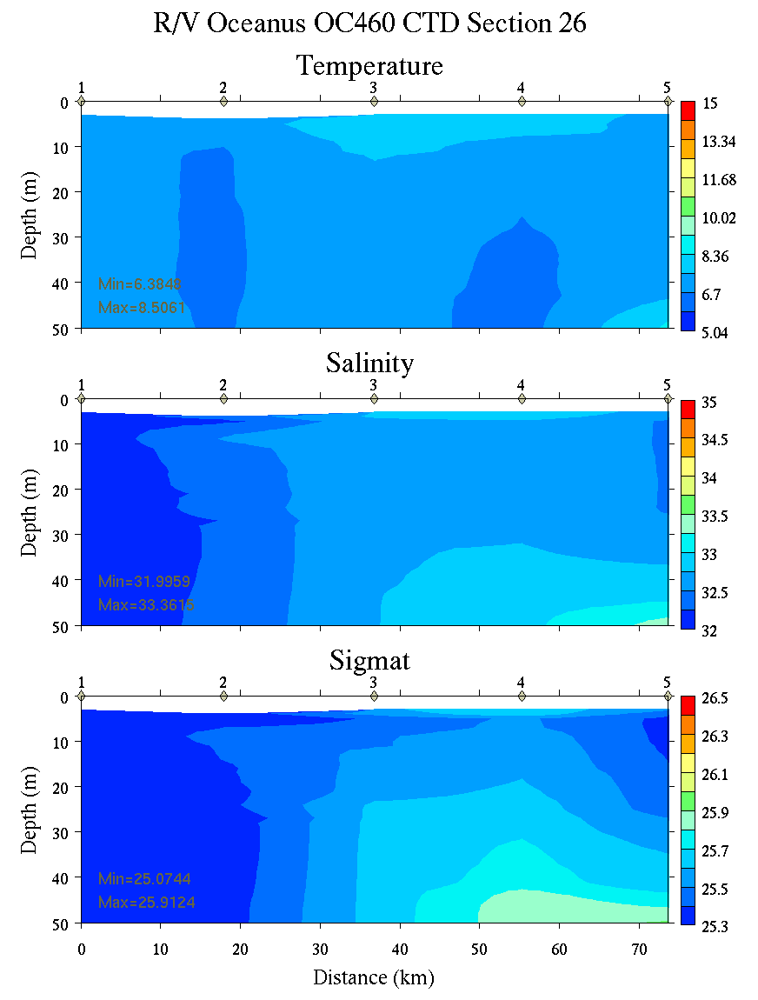 R/V Oceanus OC460 CTD Section 26
Temperature
1 2 3 4 5
0
10
20
30
40
50
Depth (m)
Min=6.3848
Max=8.5061
15
13.34
11.68
10.02
8.36
6.7
5.04
Salinity
1 2 3 4 5
0
10
20
30
40
50
Depth (m)
Min=31.9959
Max=33.3615
35
34.5
34
33.5
33
32.5
32
Sigmat
1 2 3 4 5
0
10
20
30
40
50
Depth (m)
Min=25.0744
Max=25.9124
26.5
26.3
26.1
25.9
25.7
25.5
25.3
0 10 20 30 40 50 60 70
Distance (km)